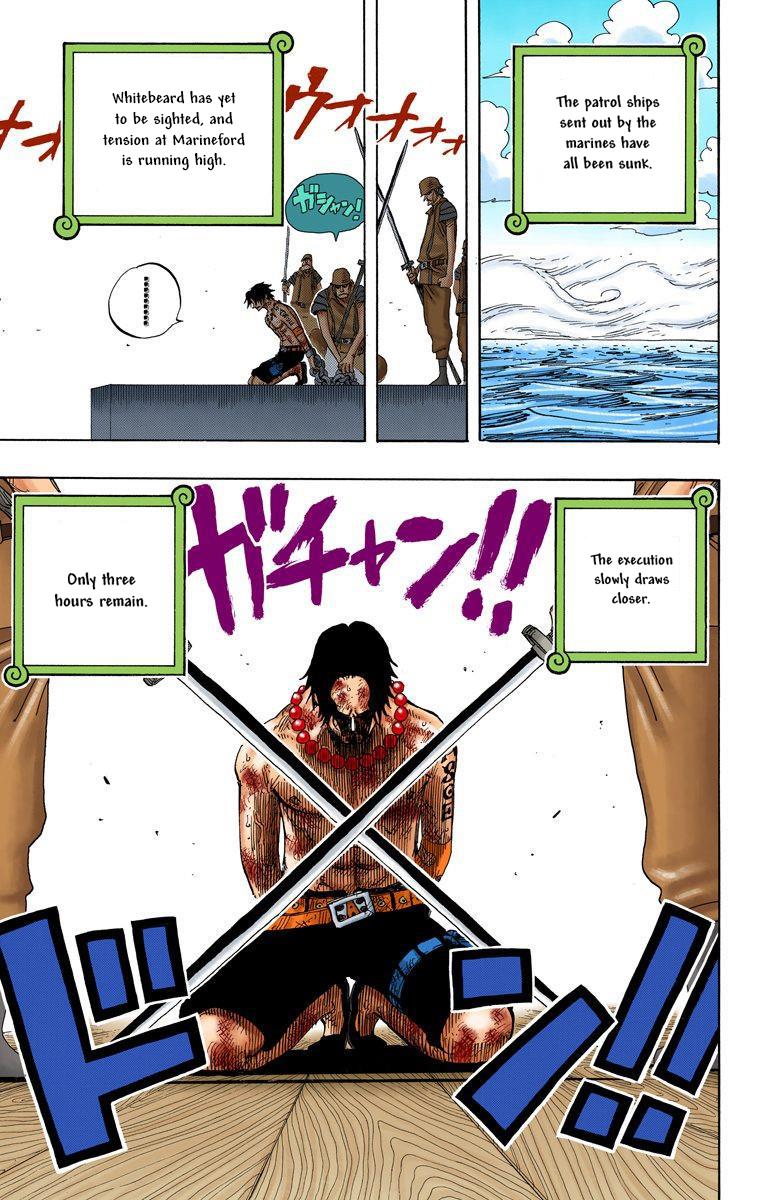 The patrol ships
sent out by the
marines have
all been sunk.
ウオオオォォ
Whitebeard has yet
to be sighted, and
tension at Marineford
is running high.
ガシャン!
The execution
slowly draws
closer.
ガチャン!!
Only three
hours remain.
ドン!!